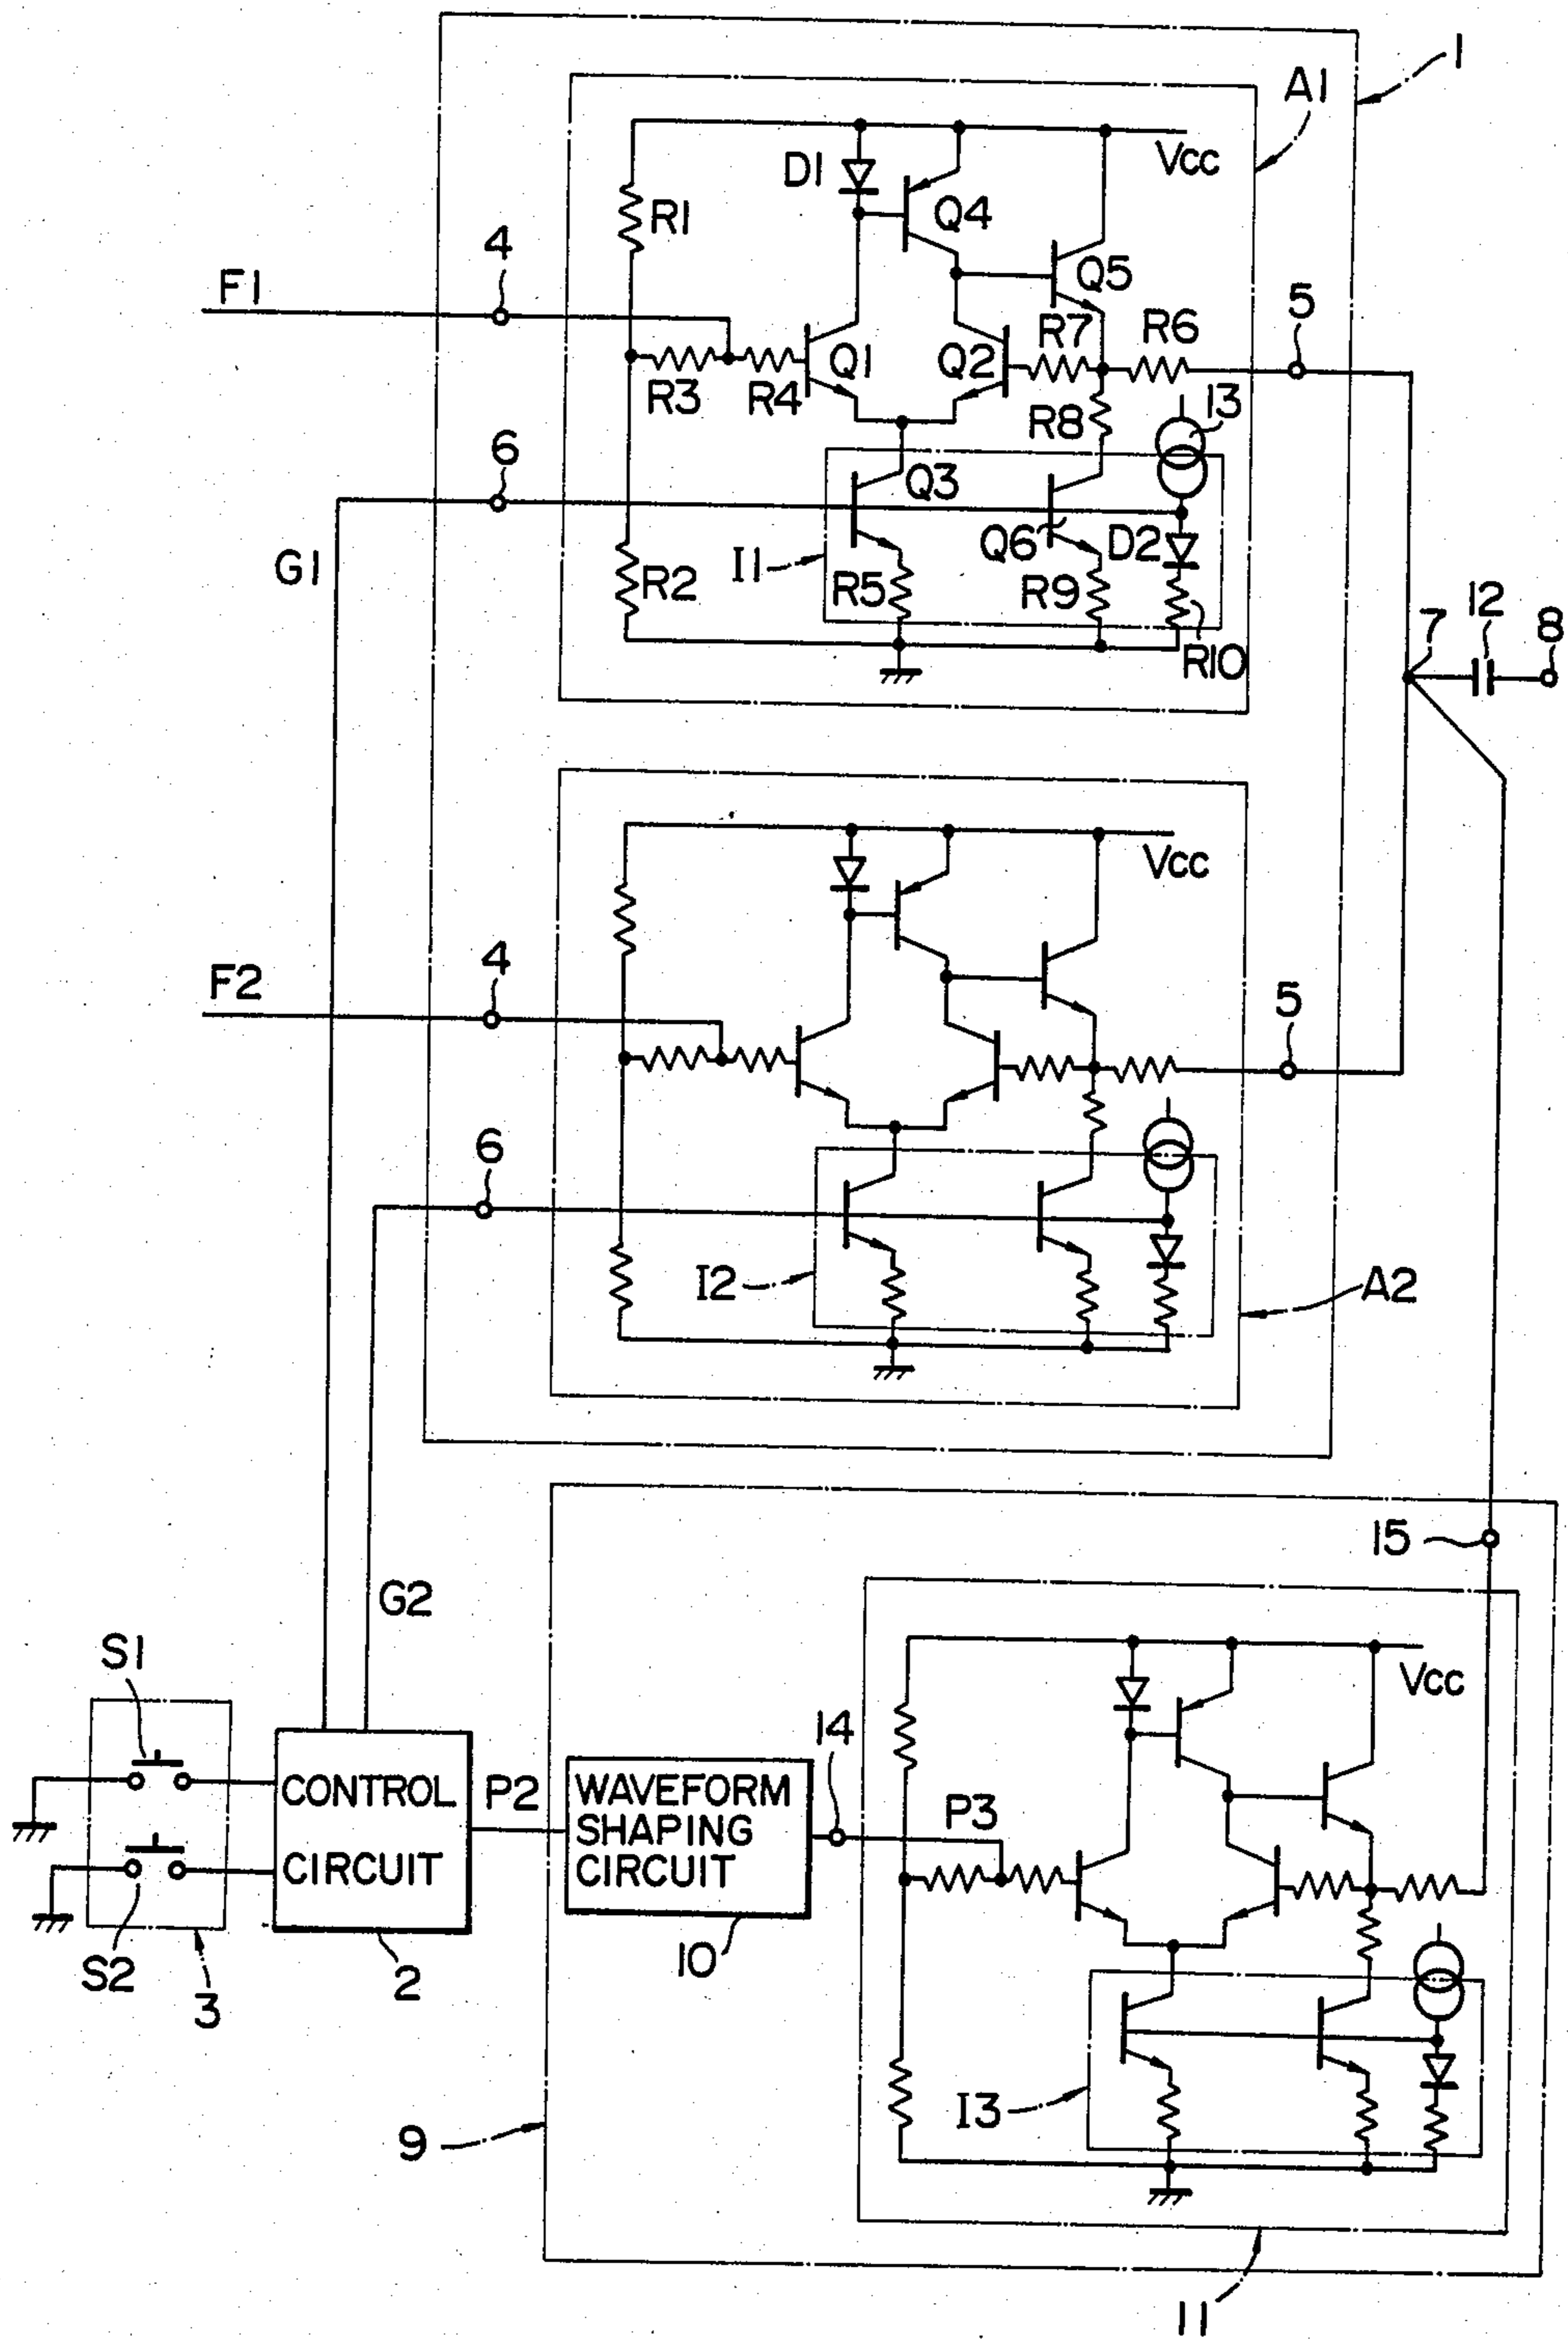 1
A1
Vcc
D1
R1
Q4
4
F1
Q5
5
R7
R6
Q1
Q2
R3
R4
13
R8
6
Q3
Q6
D2
G1
I1
R2
R5
R9
12
7
8
R10
Vcc
4
F2
5
6
I2
A2
15
G2
S1
Vcc
14
CONTROL
CIRCUIT
P2
WAVEFORM
SHAPING
CIRCUIT
P3
10
S2
2
3
I3
9
11